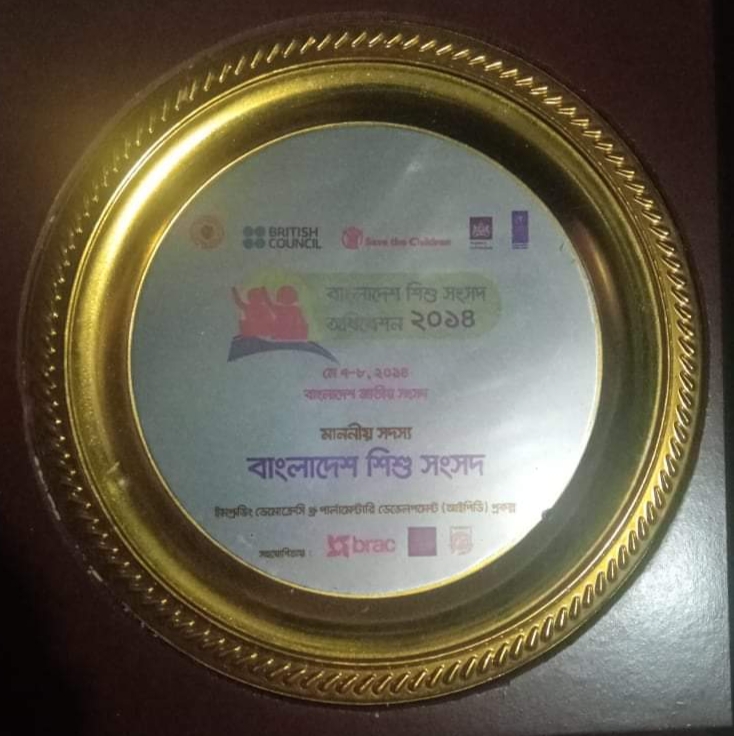 BRITISH COUNCIL Save the Children
বাংলাদেশ শিশু সংসদ
অধিবেশন ২০১৪
মে ৭-৮, ২০১৪
বাংলাদেশ জাতীয় সংসদ
মাননীয় সদস্য
বাংলাদেশ শিশু সংসদ
ইমপ্রুভিং ডেমোক্রেসি থ্রু পার্লামেন্টারি ডেভেলপমেন্ট (আইপিডি) প্রকল্প
সহযোগিতায় : brac